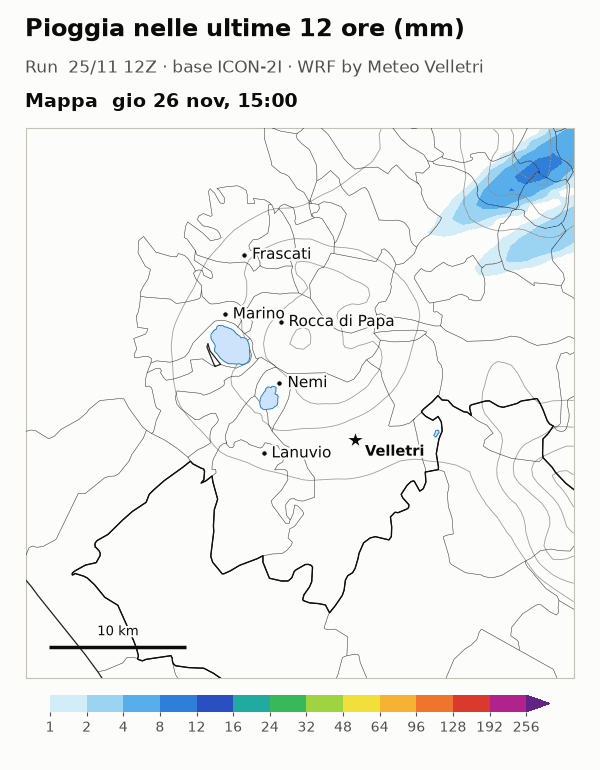 Pioggia nelle ultime 12 ore (mm)
Run  25/11 12Z · base ICON-2I · WRF by Meteo Velletri
Mappa  gio 26 nov, 15:00
Frascati
Marino
Rocca di Papa
Nemi
Lanuvio
Velletri
10 km
1 2 4 8 12 16 24 32 48 64 96 128 192 256